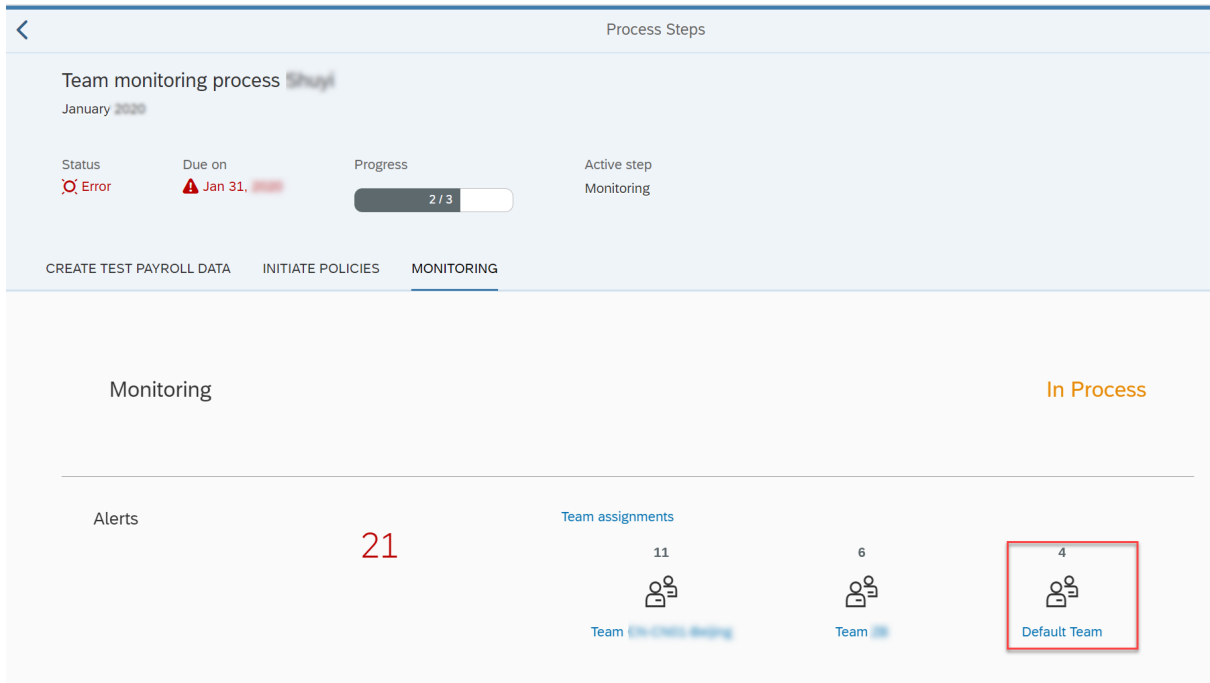 Process Steps
Team monitoring process
January
Status
Due on
Progress
Active step
Error
Jan 31,
2 / 3
Monitoring
CREATE TEST PAYROLL DATA
INITIATE POLICIES
MONITORING
Monitoring
In Process
Alerts
21
Team assignments
11
6
4
Team
Team
Default Team